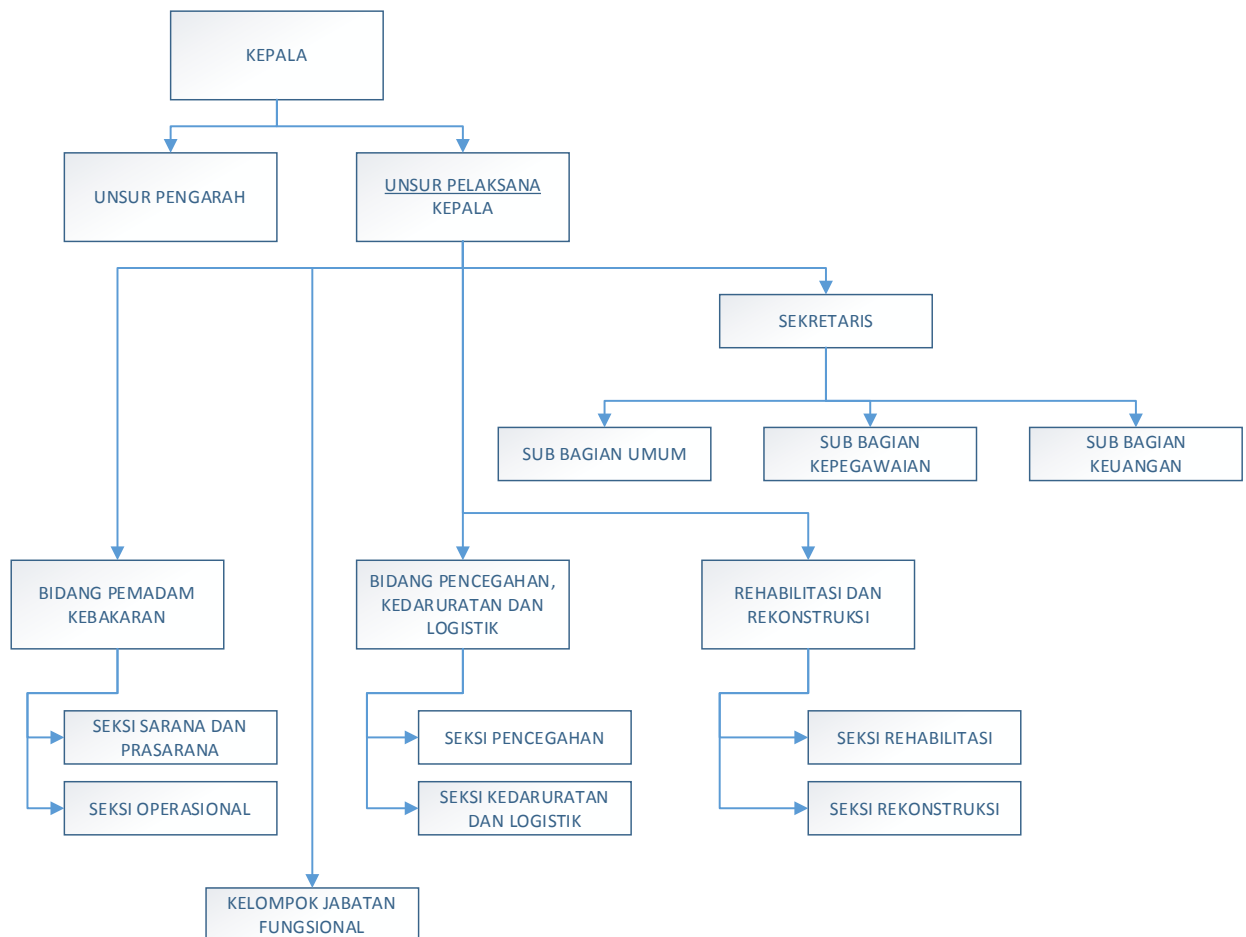 KEPALA
UNSUR PENGARAH
UNSUR PELAKSANA
KEPALA
SEKRETARIS
SUB BAGIAN UMUM
SUB BAGIAN
KEPEGAWAIAN
SUB BAGIAN
KEUANGAN
BIDANG PEMADAM
KEBAKARAN
BIDANG PENCEGAHAN,
KEDARURATAN DAN
LOGISTIK
REHABILITASI DAN
REKONSTRUKSI
SEKSI SARANA DAN
PRASARANA
SEKSI PENCEGAHAN
SEKSI REHABILITASI
SEKSI OPERASIONAL
SEKSI KEDARURATAN
DAN LOGISTIK
SEKSI REKONSTRUKSI
KELOMPOK JABATAN
FUNGSIONAL